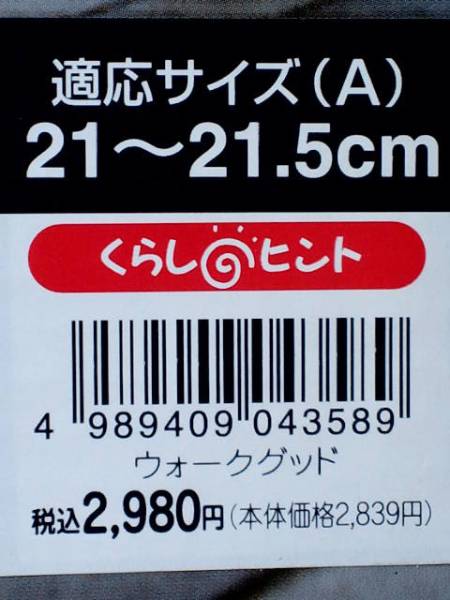 適応サイズ(A)
21～21.5cm
くらしのヒント
4 989409 043589
ウォークグッド
税込2,980円(本体価格2,839円)